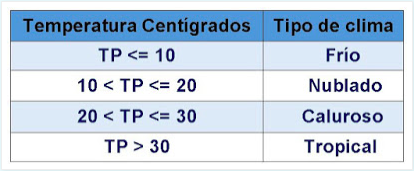 Temperatura Centígrados Tipo de clima
TP <= 10 Frío
10 < TP <= 20 Nublado
20 < TP <= 30 Caluroso
TP > 30 Tropical